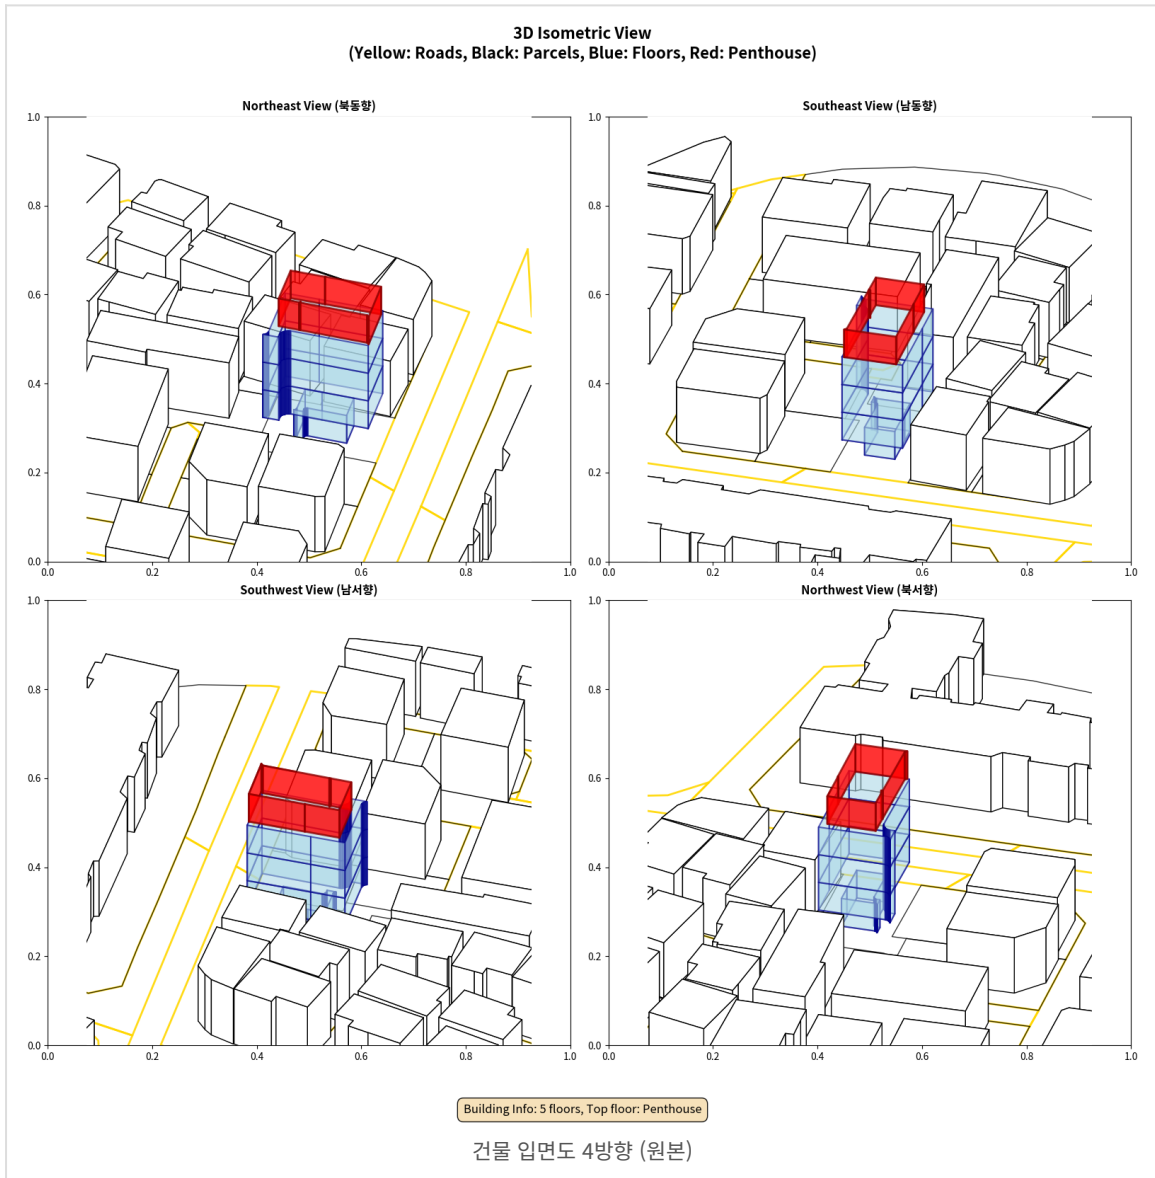 3D Isometric View
(Yellow: Roads, Black: Parcels, Blue: Floors, Red: Penthouse)
Northeast View (북동향)
1.0
0.8
0.6
0.4
0.2
0.0
0.0 0.2 0.4 0.6 0.8 1.0
Southeast View (남동향)
1.0
0.8
0.6
0.4
0.2
0.0
0.0 0.2 0.4 0.6 0.8 1.0
Southwest View (남서향)
1.0
0.8
0.6
0.4
0.2
0.0
0.0 0.2 0.4 0.6 0.8 1.0
Northwest View (북서향)
1.0
0.8
0.6
0.4
0.2
0.0
0.0 0.2 0.4 0.6 0.8 1.0
Building Info: 5 floors, Top floor: Penthouse
건물 입면도 4방향 (원본)